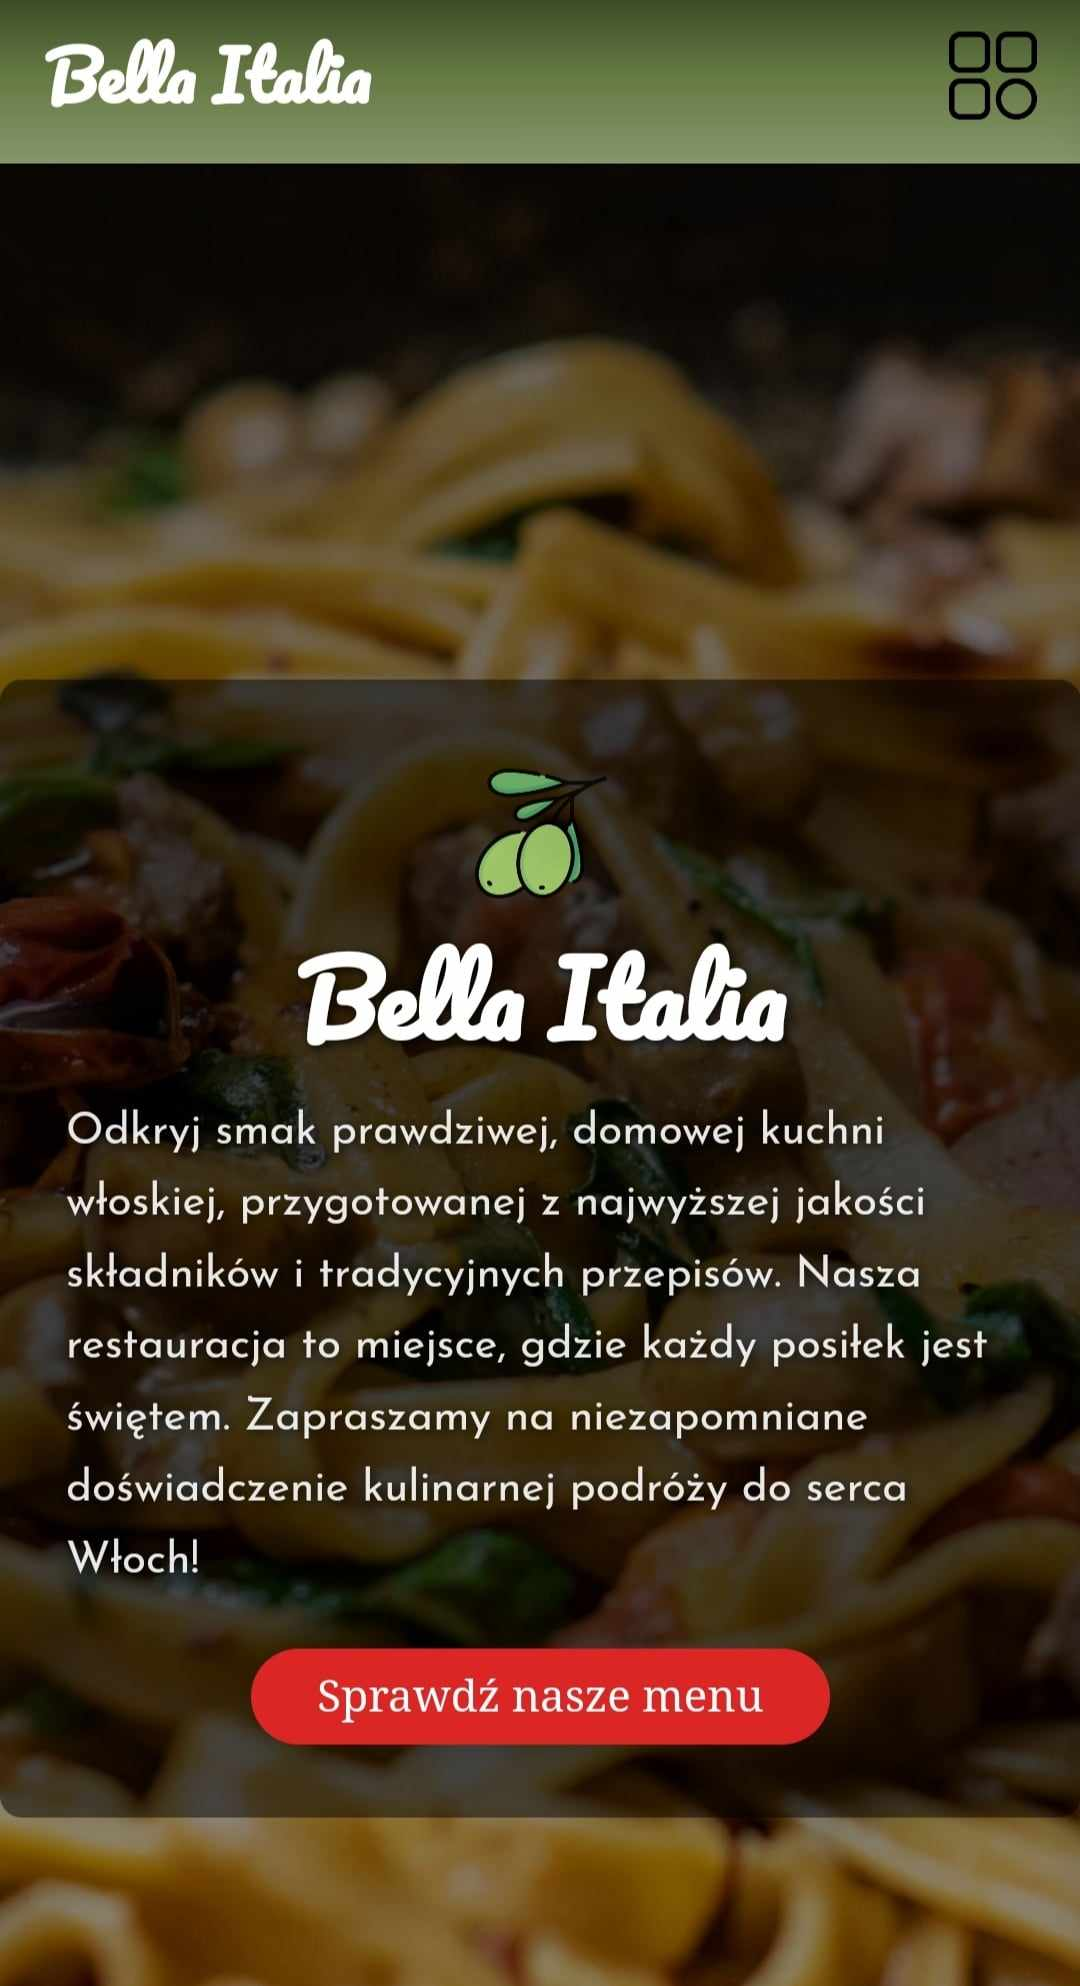 Bella Italia
Bella Italia
Odkryj smak prawdziwej, domowej kuchni
włoskiej, przygotowanej z najwyższej jakości
składników i tradycyjnych przepisów. Nasza
restauracja to miejsce, gdzie każdy posiłek jest
świętem. Zapraszamy na niezapomniane
doświadczenie kulinarnej podróży do serca
Włoch!
Sprawdź nasze menu